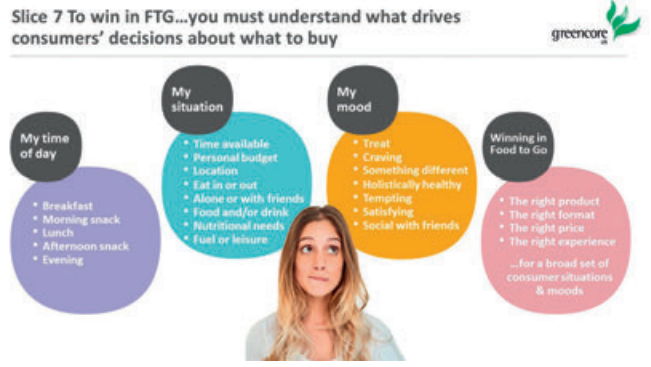 Slice 7 To win in FTG...you must understand what drives
consumers' decisions about what to buy
greencore
My time
of day
• Breakfast
• Morning snack
• Lunch
• Afternoon snack
• Evening
My
situation
• Time available
• Personal budget
• Location
• Eat in or out
• Alone or with friends
• Food and/or drink
• Nutritional needs
• Fuel or leisure
My
mood
• Treat
• Craving
• Something different
• Holistically healthy
• Tempting
• Satisfying
• Social with friends
Winning in
Food to Go
• The right product
• The right format
• The right price
• The right experience
...for a broad set of
consumer situations
& moods